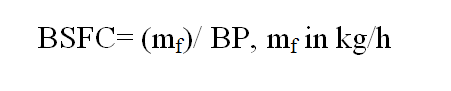 BSFC= (mf)/ BP, mf in kg/h